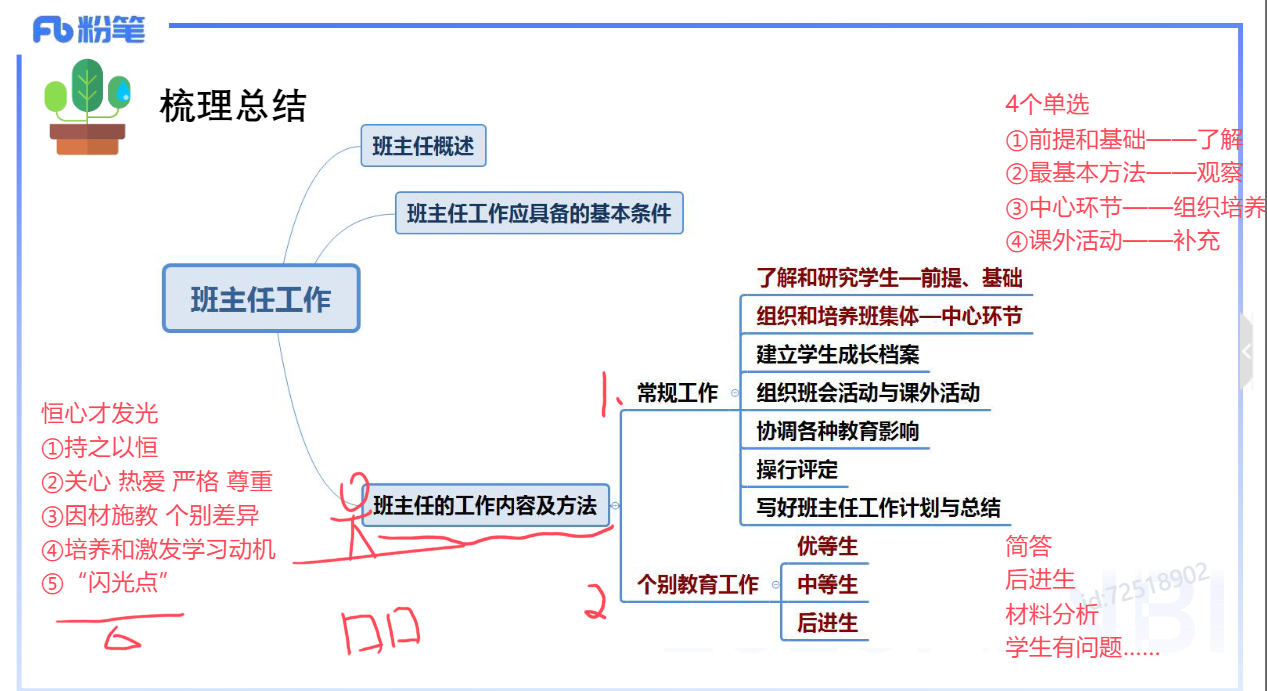 粉笔
梳理总结
4个单选
①前提和基础——了解
②最基本方法——观察
③中心环节——组织培养
④课外活动——补充
班主任概述
班主任工作应具备的基本条件
班主任工作
了解和研究学生—前提、基础
组织和培养班集体—中心环节
建立学生成长档案
1、
常规工作
组织班会活动与课外活动
协调各种教育影响
操行评定
写好班主任工作计划与总结
恒心才发光
①持之以恒
②关心 热爱 严格 尊重
③因材施教 个别差异
④培养和激发学习动机
⑤“闪光点”
6
班主任的工作内容及方法
2
个别教育工作
优等生
中等生
后进生
简答
后进生
材料分析
学生有问题……
id:72518902